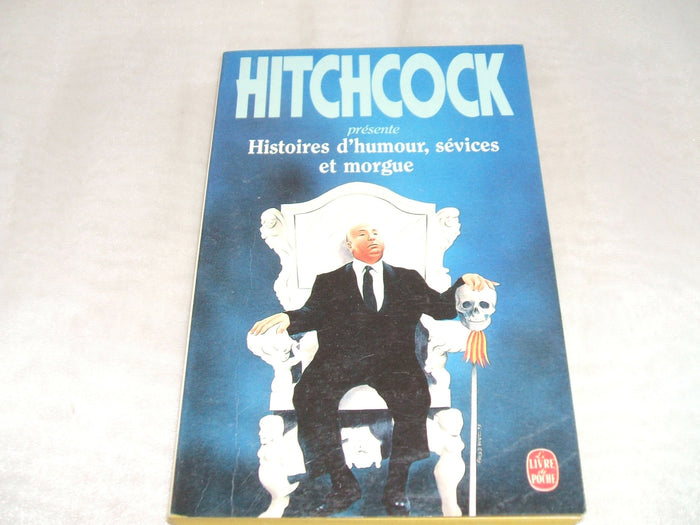 HITCHCOCK
présente
Histoires d'humour, sévices
et morgue
Le
LIVRE
de
POCHE